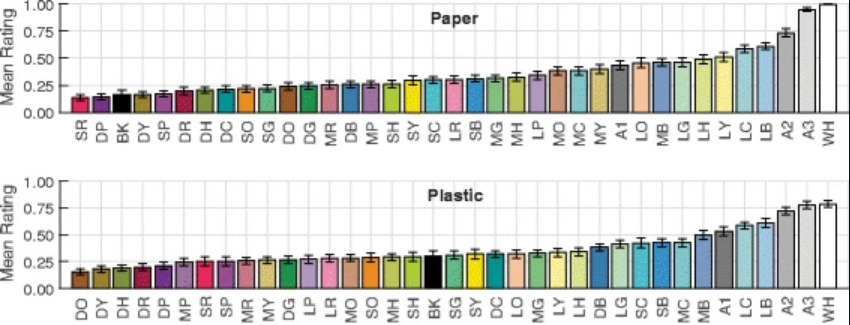 Paper
Mean Rating
1.00
0.75
0.50
0.25
0.00
SR DP BK DY SP DR DH DC SO SG DO DG MR DB MP SH SY SC LR SB MG MH LP MO MC MY A1 LO MB LG LH LY LC LB A2 A3 WH
Plastic
Mean Rating
1.00
0.75
0.50
0.25
0.00
DO DY DH DR DP MP SR SP MR MY DG LP LR MO SO MH SH BK SG SY DC LO MG LY LH DB LG SC SB MC MB A1 LC LB A2 A3 WH